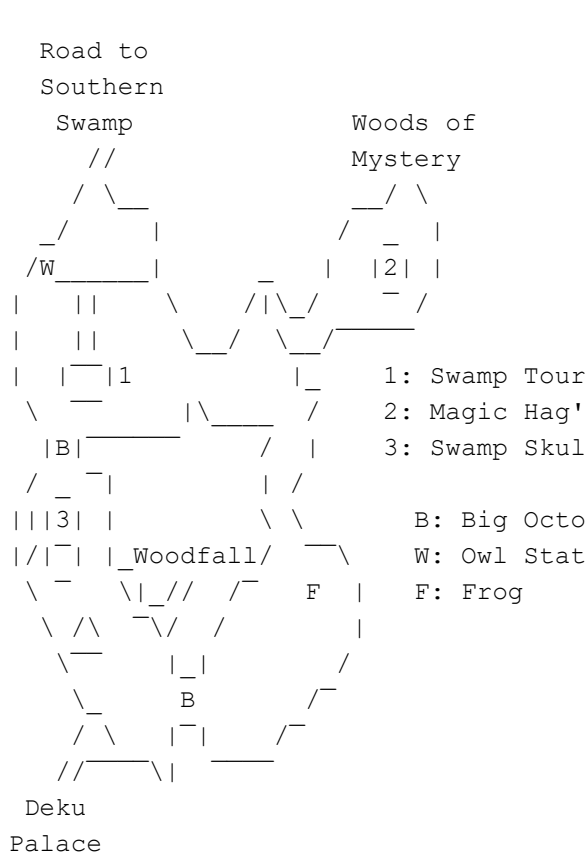 Road to
Southern
Swamp Woods of
Mystery
W 2
1 1: Swamp Tour
2: Magic Hag'
B 3: Swamp Skul
3 B: Big Octo
Woodfall W: Owl Stat
F F: Frog
B
Deku
Palace